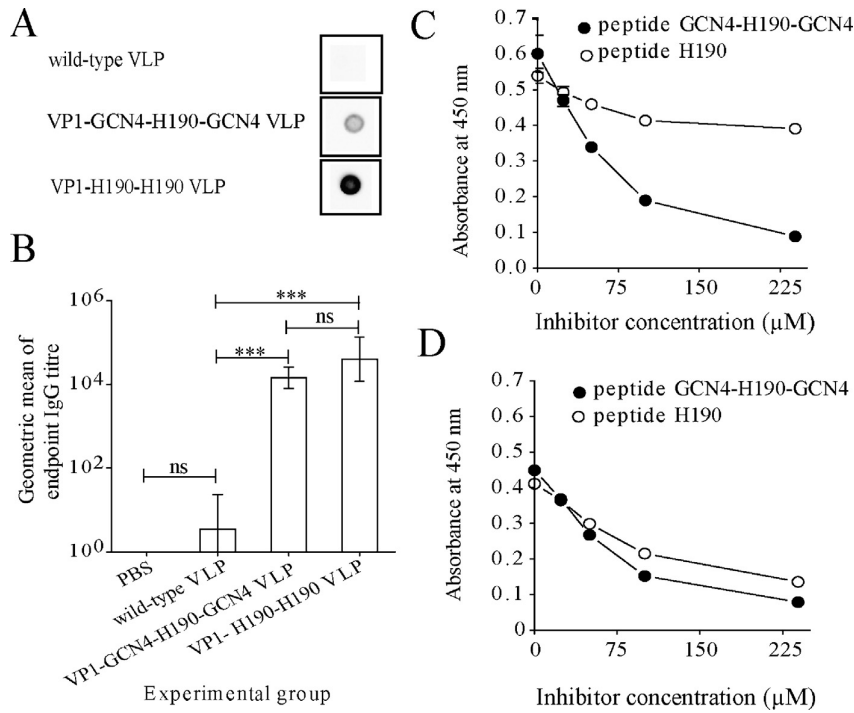 A
wild-type VLP
VP1-GCN4-H190-GCN4 VLP
VP1-H190-H190 VLP
B
Geometric mean of
endpoint IgG titre
10⁶
10⁴
10²
10⁰
ns
***
***
ns
PBS
wild-type VLP
VP1-GCN4-H190-GCN4 VLP
VP1- H190-H190 VLP
Experimental group
C
peptide GCN4-H190-GCN4
peptide H190
Absorbance at 450 nm
0.7
0.6
0.5
0.4
0.3
0.2
0.1
0.0
0
75
150
225
Inhibitor concentration (µM)
D
peptide GCN4-H190-GCN4
peptide H190
Absorbance at 450 nm
0.7
0.6
0.5
0.4
0.3
0.2
0.1
0.0
0
75
150
225
Inhibitor concentration (µM)